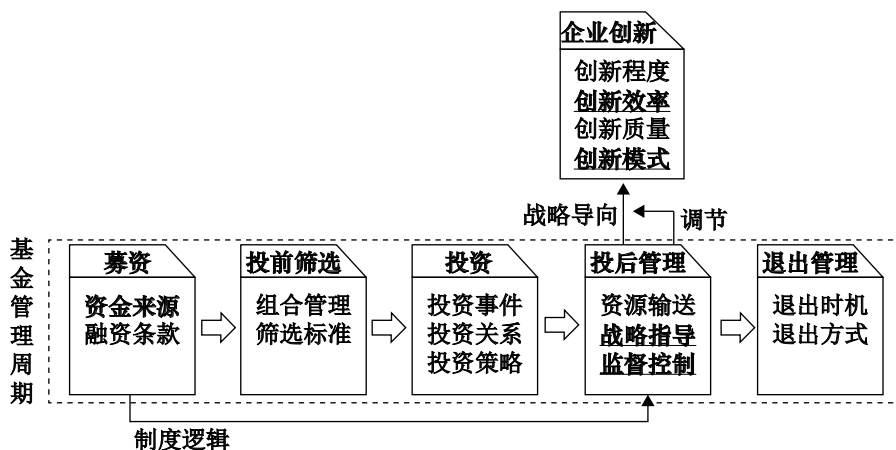 企业创新
创新程度
创新效率
创新质量
创新模式
战略导向
调节
基金管理周期
募资
资金来源
融资条款
投前筛选
组合管理
筛选标准
投资
投资事件
投资关系
投资策略
投后管理
资源输送
战略指导
监督控制
退出管理
退出时机
退出方式
制度逻辑